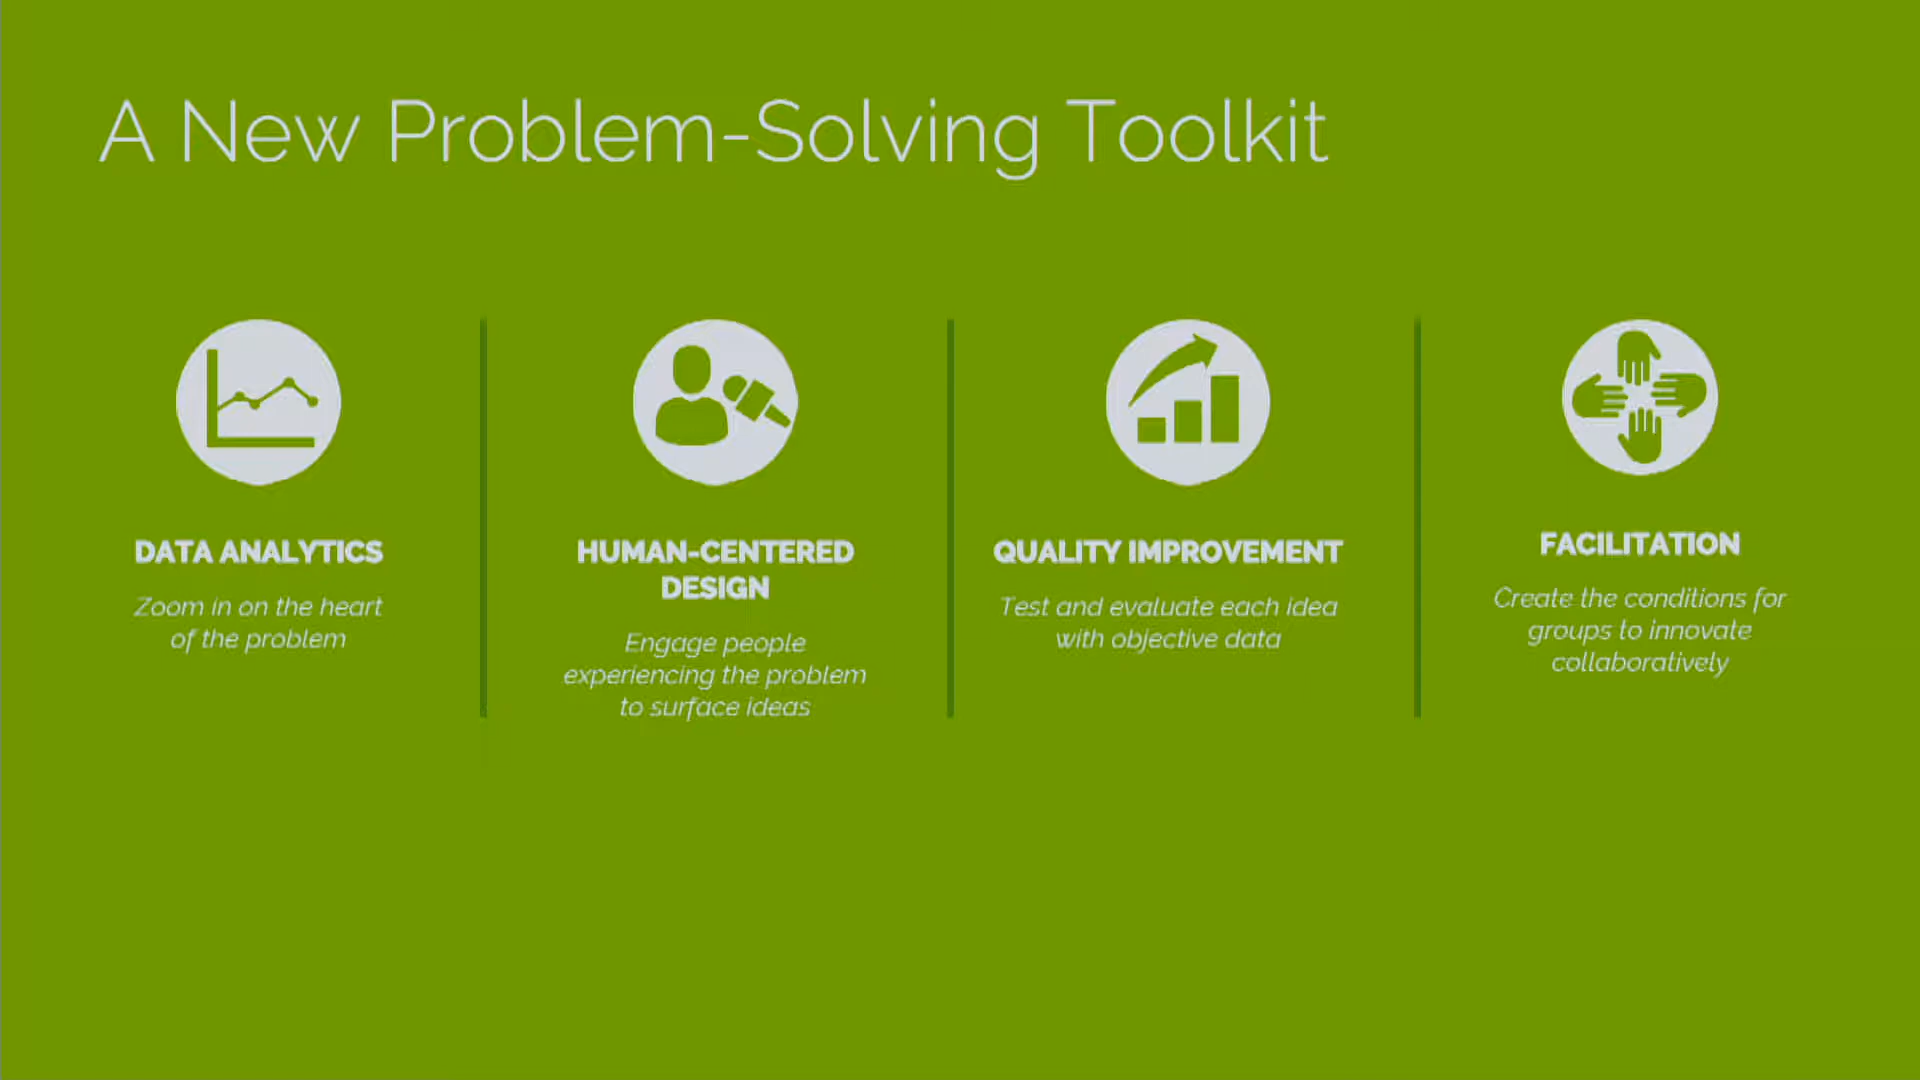 A New Problem-Solving Toolkit
DATA ANALYTICS
Zoom in on the heart
of the problem
HUMAN-CENTERED
DESIGN
Engage people
experiencing the problem
to surface ideas
QUALITY IMPROVEMENT
Test and evaluate each idea
with objective data
FACILITATION
Create the conditions for
groups to innovate
collaboratively